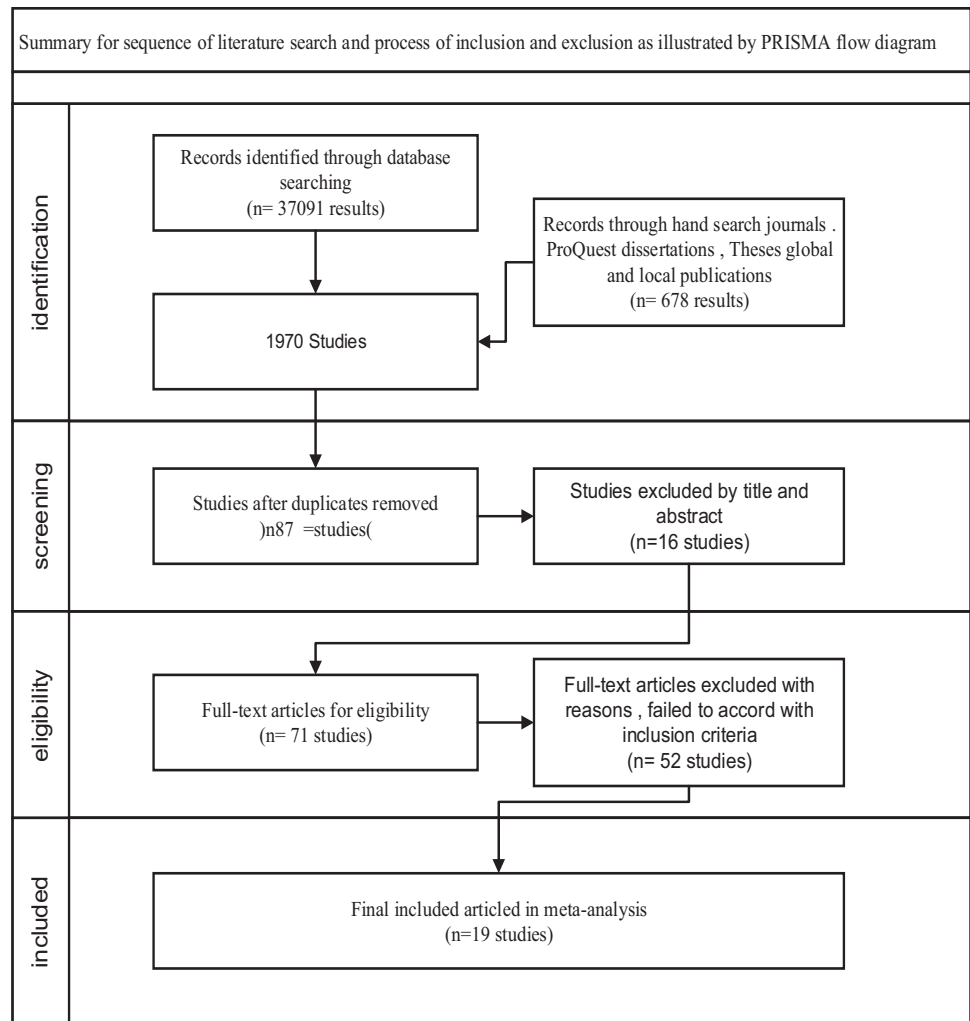 Summary for sequence of literature search and process of inclusion and exclusion as illustrated by PRISMA flow diagram
identification
Records identified through database
searching
(n= 37091 results)
Records through hand search journals .
ProQuest dissertations , Theses global
and local publications
(n= 678 results)
1970 Studies
screening
Studies after duplicates removed
)n87 =studies(
Studies excluded by title and
abstract
(n=16 studies)
eligibility
Full-text articles for eligibility
(n= 71 studies)
Full-text articles excluded with
reasons , failed to accord with
inclusion criteria
(n= 52 studies)
included
Final included articled in meta-analysis
(n=19 studies)